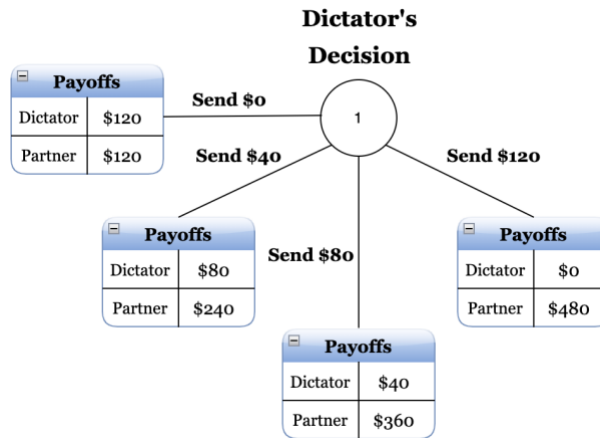 Dictator's
Decision
1
Send $0
Payoffs
Dictator $120
Partner $120
Send $40
Payoffs
Dictator $80
Partner $240
Send $80
Payoffs
Dictator $40
Partner $360
Send $120
Payoffs
Dictator $0
Partner $480